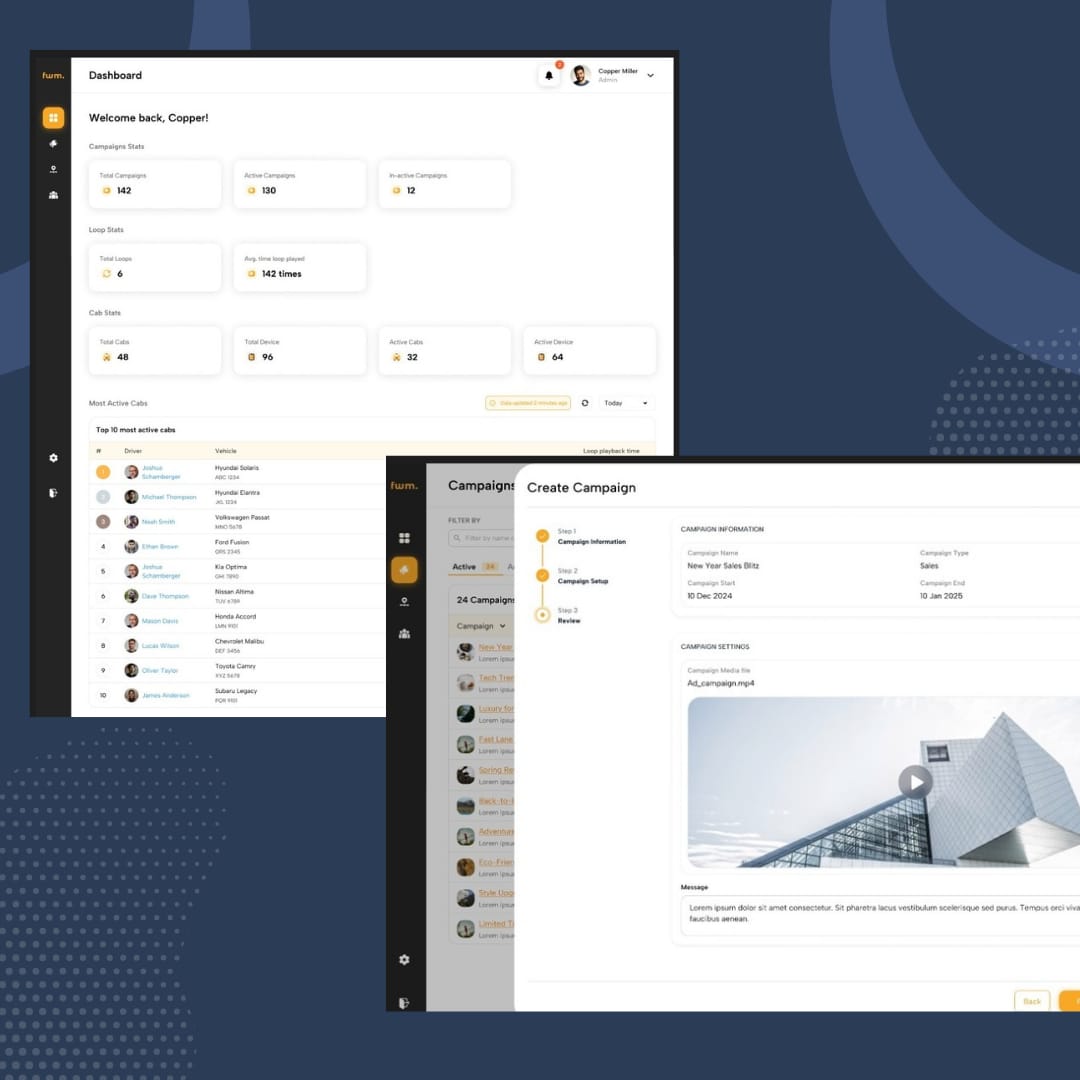 fwm.
Dashboard
2
Copper Miller
Admin
Welcome back, Copper!
Campaigns Stats
Total Campaigns
142
Active Campaigns
130
In-active Campaigns
12
Loop Stats
Total Loops
6
Avg. time loop played
142 times
Cab Stats
Total Cabs
48
Total Device
96
Active Cabs
32
Active Device
64
Most Active Cabs
Data updated 2 minutes ago
Today
Top 10 most active cabs
# Driver Vehicle Loop playback time
1 Joshua Schamberger Hyundai Solaris
ABC 1234
2 Michael Thompson Hyundai Elantra
JKL 1234
3 Noah Smith Volkswagen Passat
MNO 5678
4 Ethan Brown Ford Fusion
QRS 2345
5 Joshua Schamberger Kia Optima
GHI 7890
6 Dave Thompson Nissan Altima
TUV 6789
7 Mason Davis Honda Accord
LMN 9101
8 Lucas Wilson Chevrolet Malibu
DEF 3456
9 Oliver Taylor Toyota Camry
XYZ 5678
10 James Anderson Subaru Legacy
PQR 9101
fwm.
Campaigns
FILTER BY
Filter by name
Active 24
24 Campaigns
Campaign
New Year
Lorem ipsu
Tech Tren
Lorem ipsu
Luxury for
Lorem ipsu
Fast Lane
Lorem ipsu
Spring Re
Lorem ipsu
Back-to-
Lorem ipsu
Adventur
Lorem ipsu
Eco-Frien
Lorem ipsu
Style Upg
Lorem ipsu
Limited Ti
Lorem ipsu
Create Campaign
Step 1
Campaign Information
Step 2
Campaign Setup
Step 3
Review
CAMPAIGN INFORMATION
Campaign Name Campaign Type
New Year Sales Blitz Sales
Campaign Start Campaign End
10 Dec 2024 10 Jan 2025
CAMPAIGN SETTINGS
Campaign Media file
Ad_campaign.mp4
Message
Lorem ipsum dolor sit amet consectetur. Sit pharetra lacus vestibulum scelerisque sed purus. Tempus orci viva
faucibus aenean.
Back